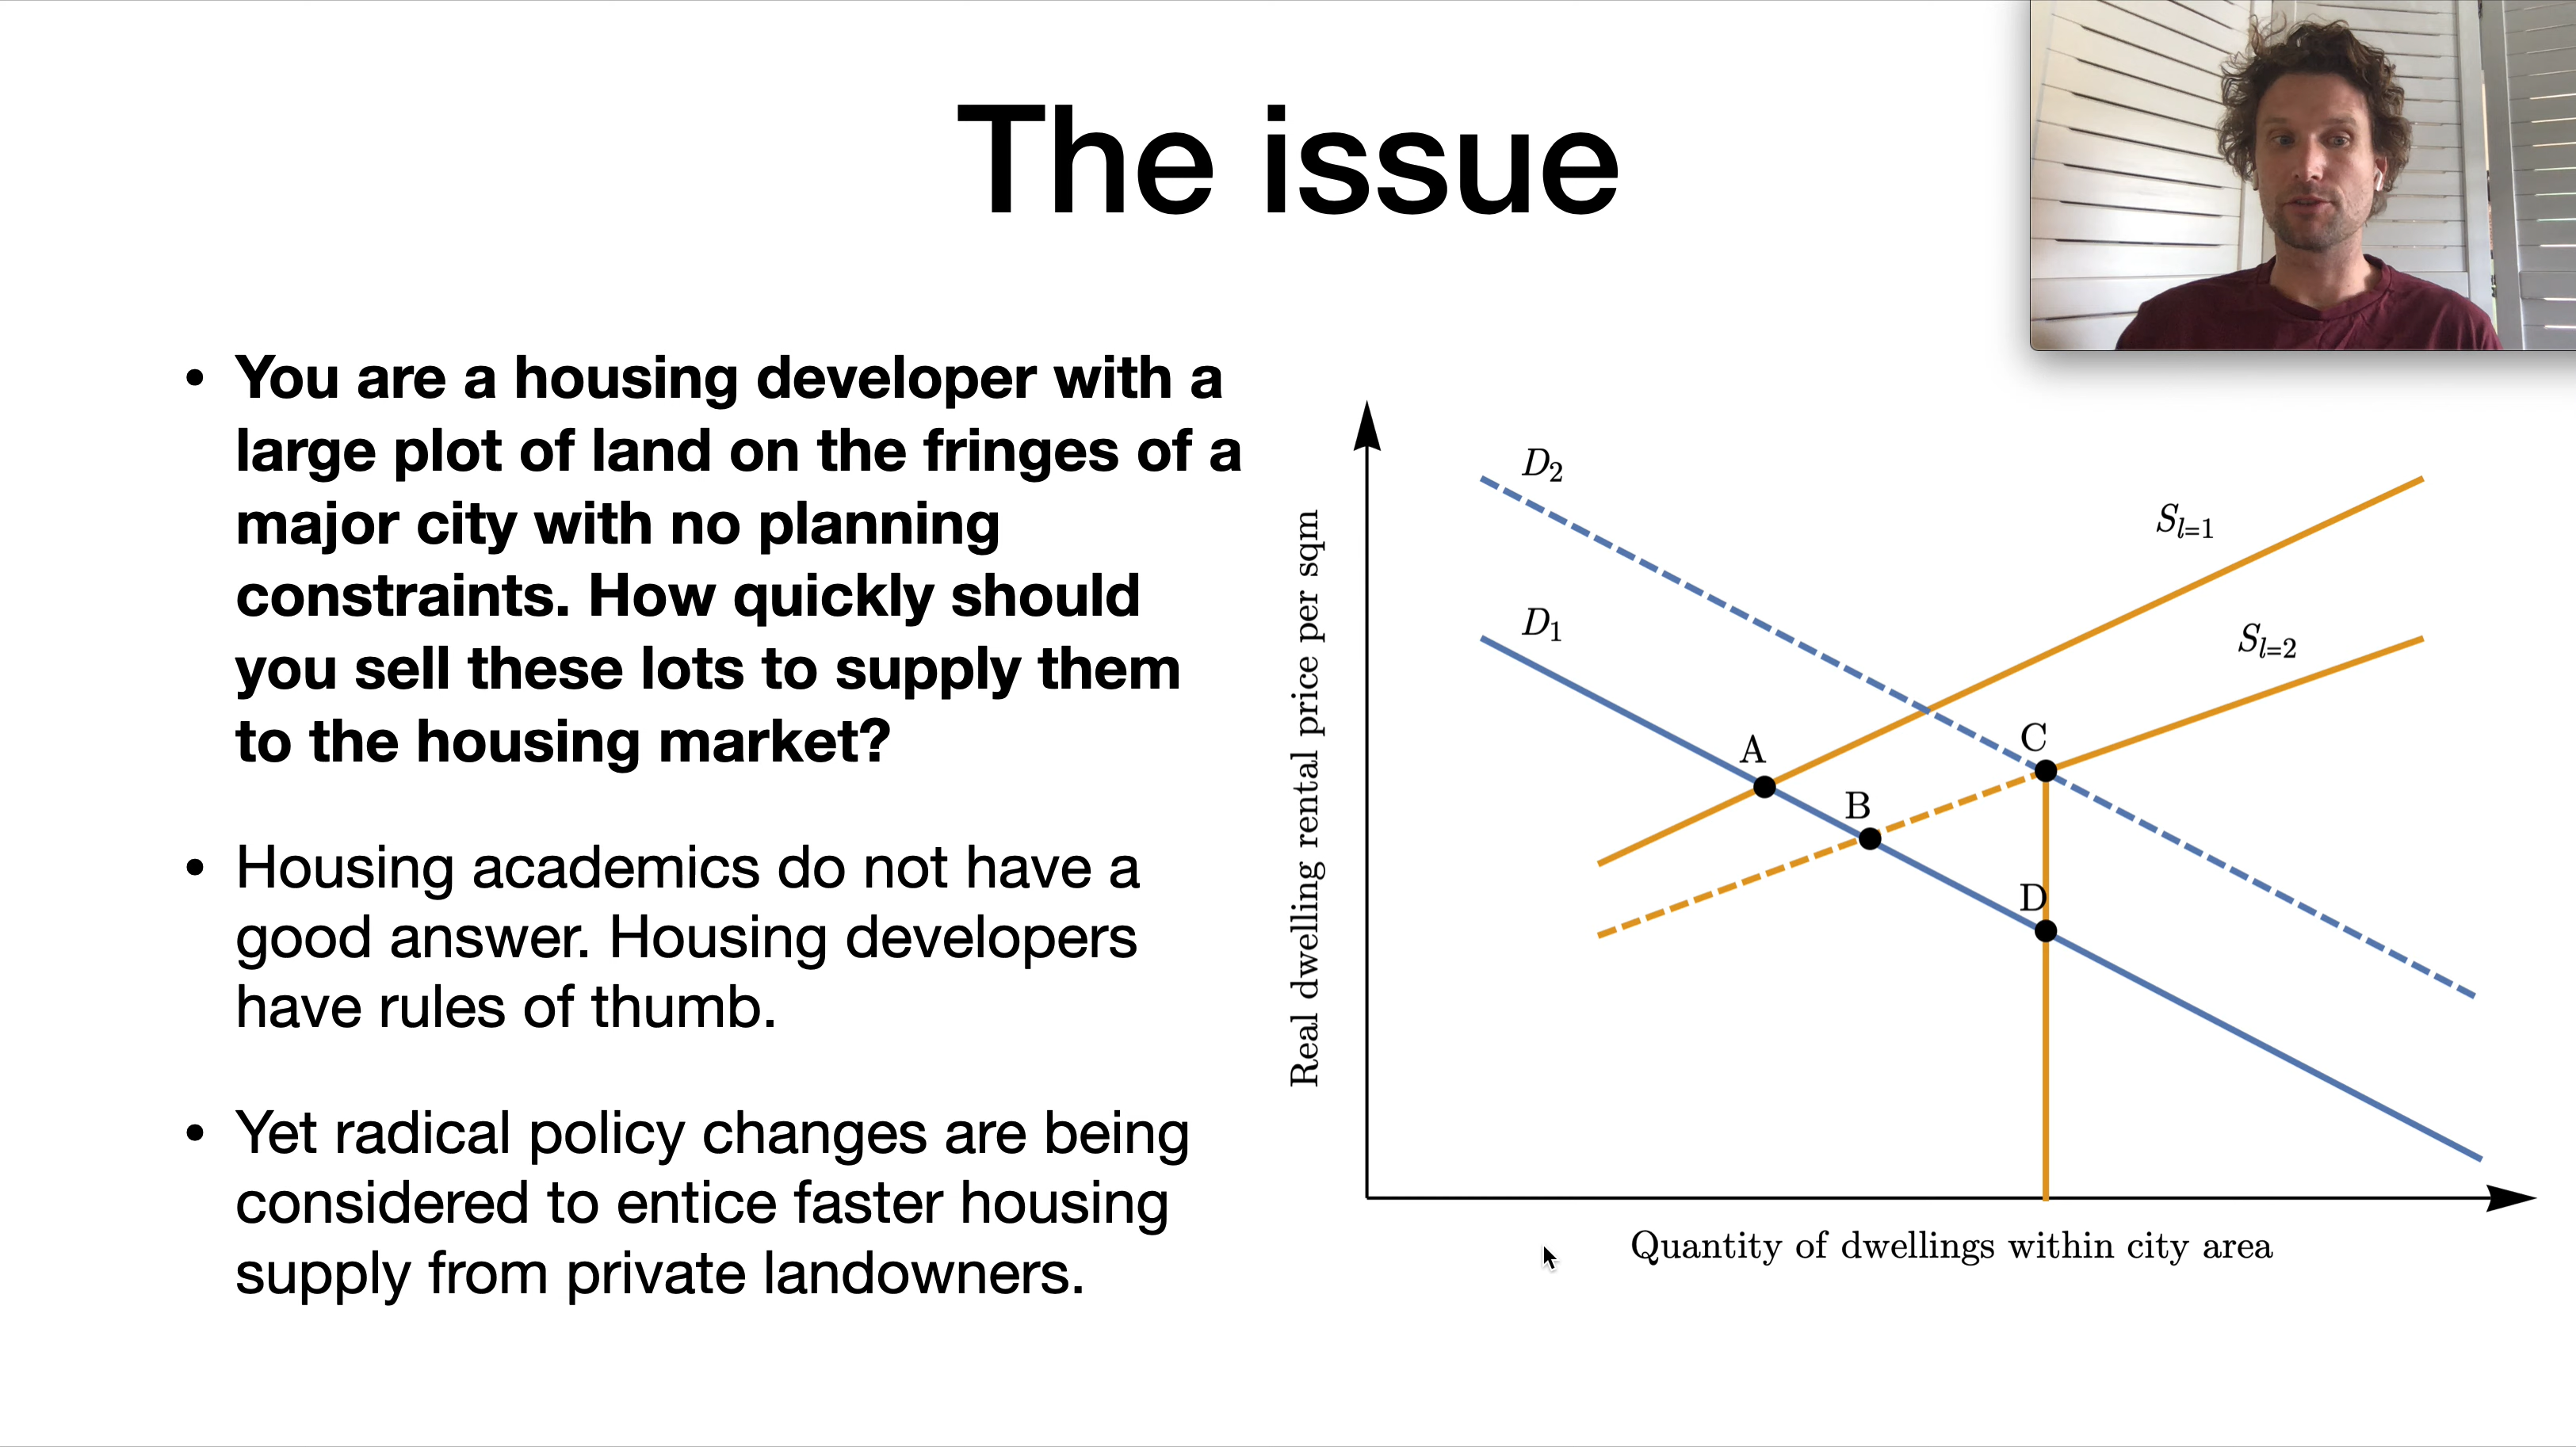 The issue
• You are a housing developer with a
large plot of land on the fringes of a
major city with no planning
constraints. How quickly should
you sell these lots to supply them
to the housing market?
• Housing academics do not have a
good answer. Housing developers
have rules of thumb.
• Yet radical policy changes are being
considered to entice faster housing
supply from private landowners.
Real dwelling rental price per sqm
D2
D1
Sl=1
Sl=2
A
B
C
D
Quantity of dwellings within city area